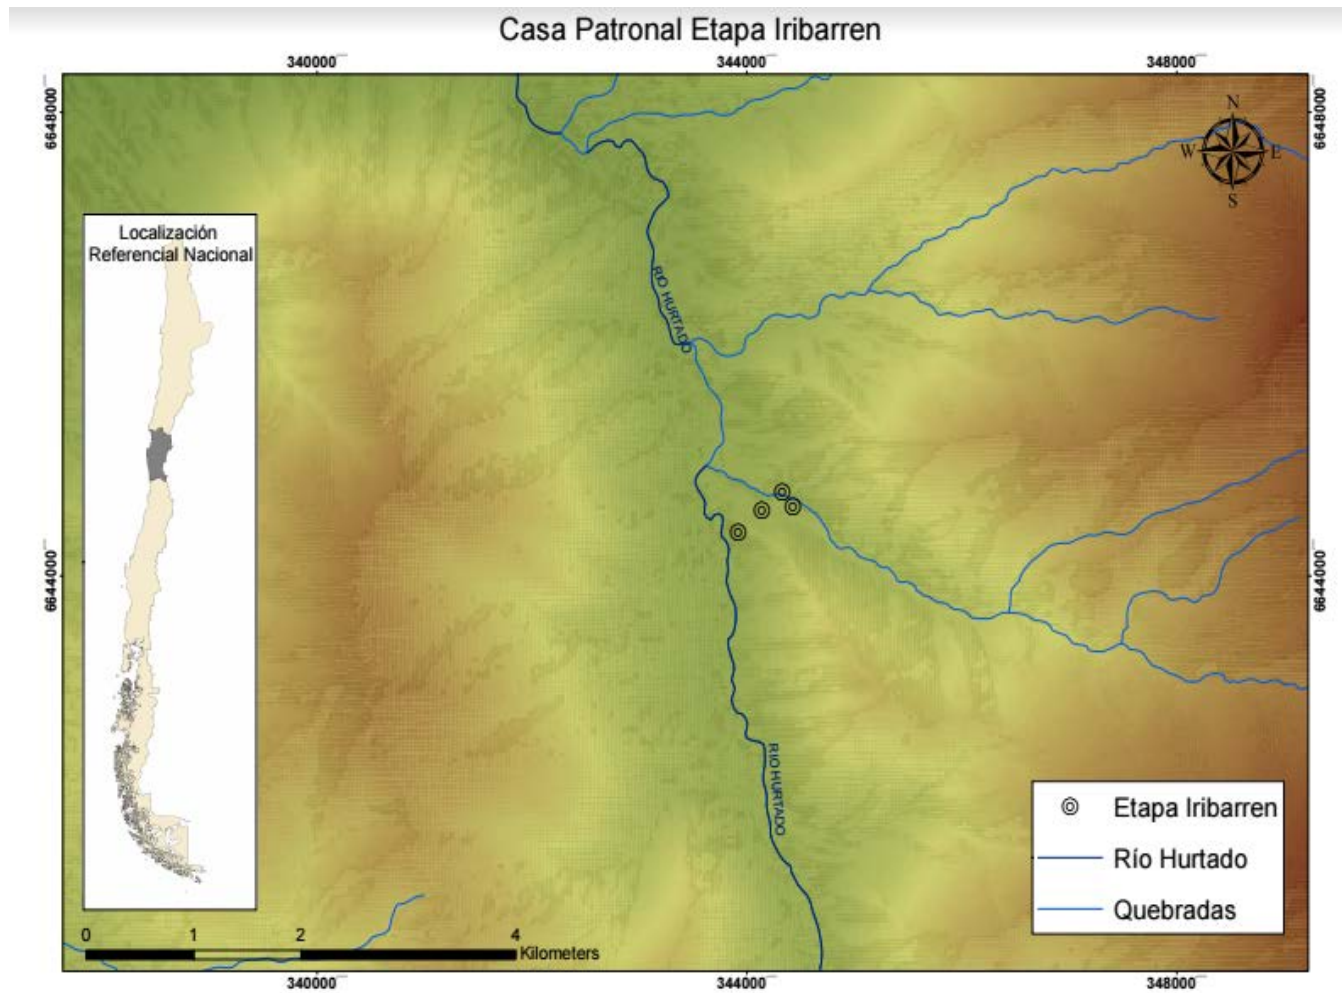 Casa Patronal Etapa Iribarren
340000
344000
348000
6648000
6648000
N
W
E
S
Localización
Referencial Nacional
RÍO HURTADO
6644000
6644000
RÍO HURTADO
Etapa Iribarren
Río Hurtado
Quebradas
0
1
2
4
Kilometers
340000
344000
348000